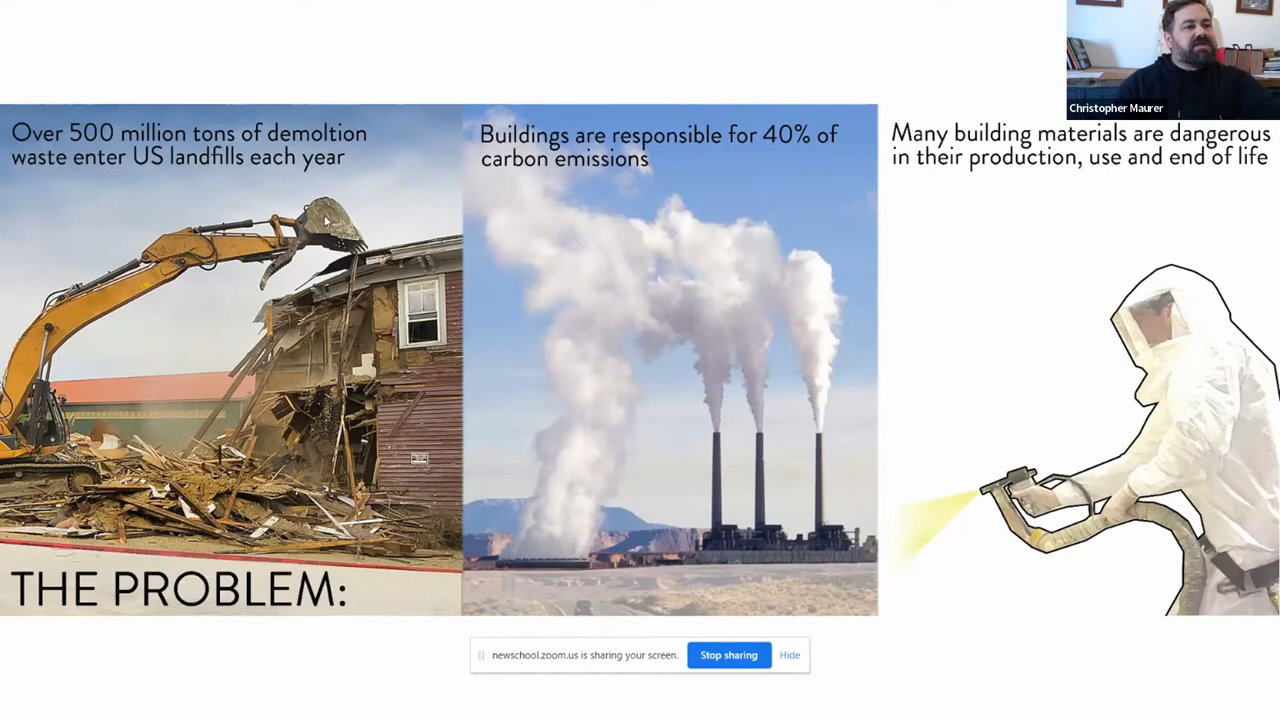 Christopher Maurer
Over 500 million tons of demoltion
waste enter US landfills each year
Buildings are responsible for 40% of
carbon emissions
Many building materials are dangerous
in their production, use and end of life
THE PROBLEM:
newschool.zoom.us is sharing your screen.
Stop sharing
Hide